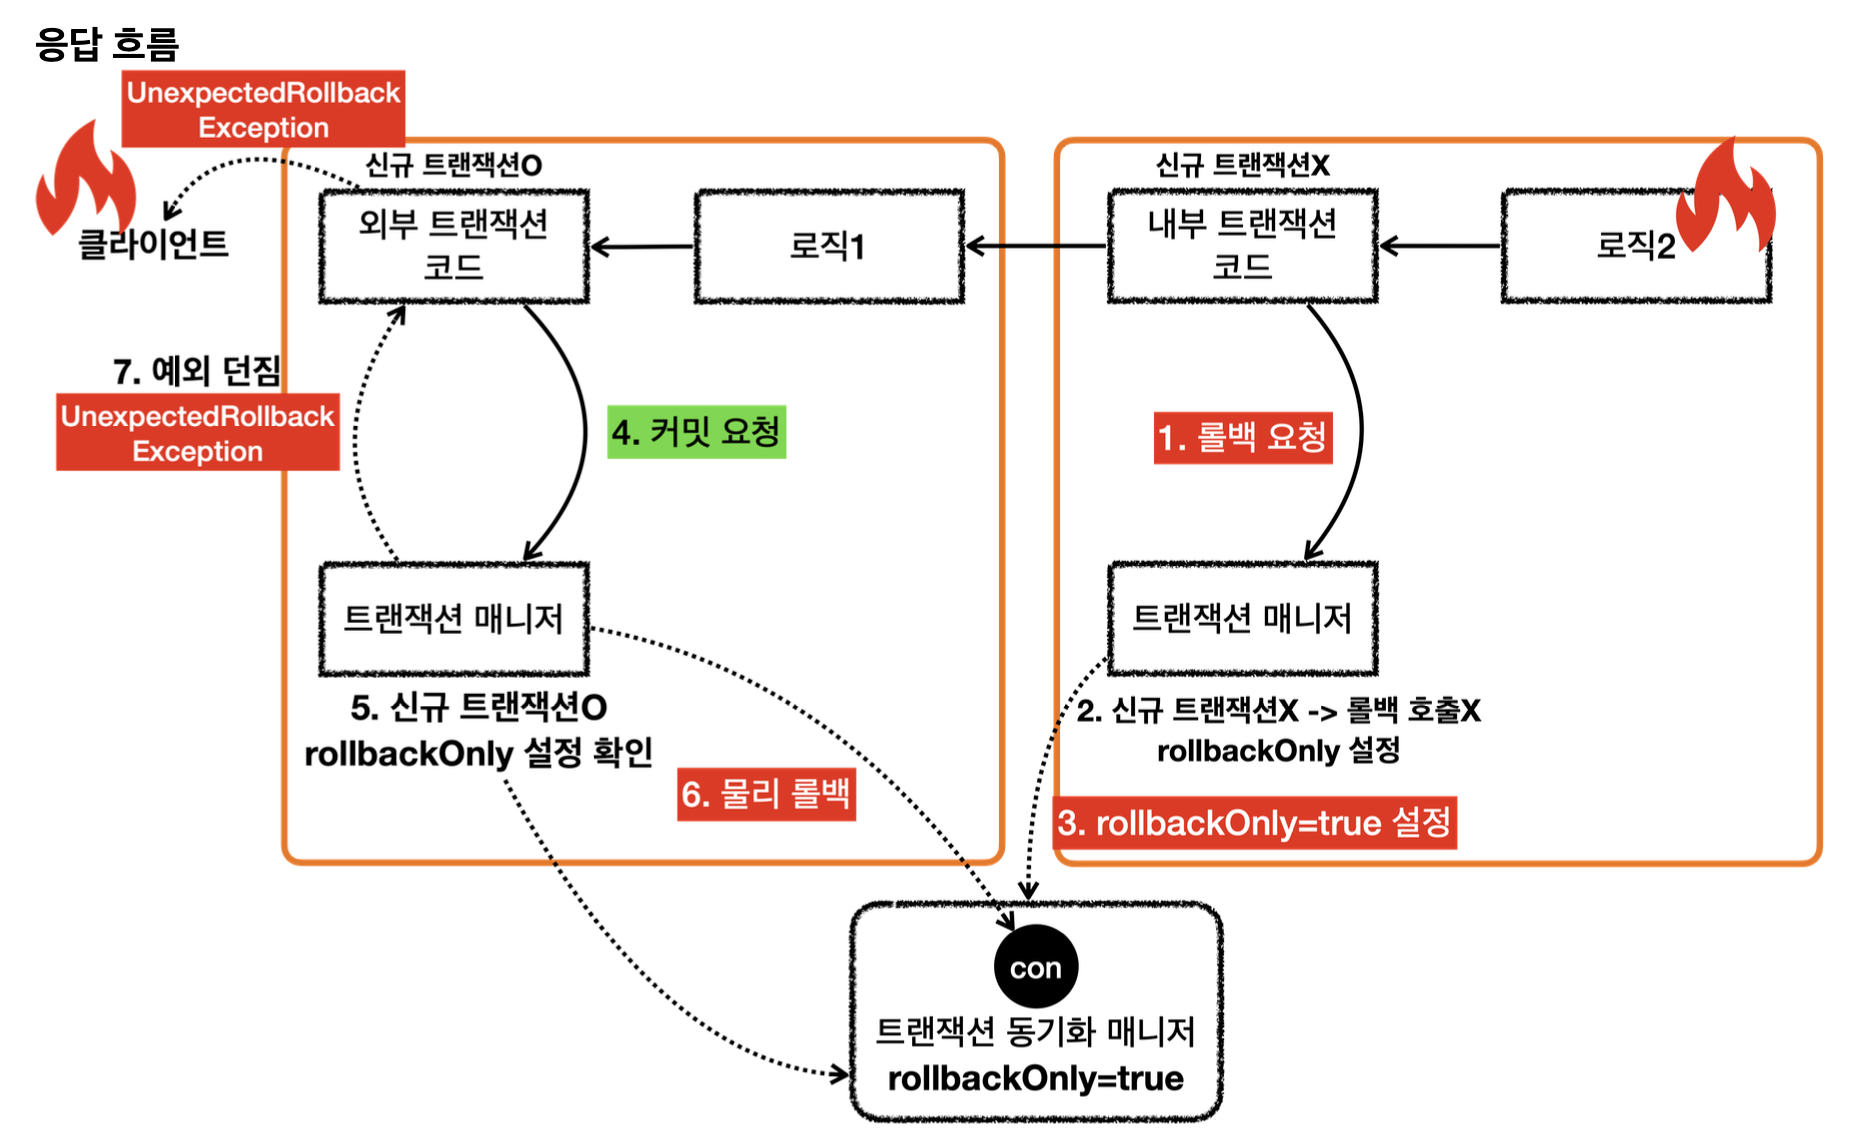 응답 흐름
UnexpectedRollback
Exception
신규 트랜잭션O
신규 트랜잭션X
클라이언트
외부 트랜잭션
코드
로직1
내부 트랜잭션
코드
로직2
7. 예외 던짐
UnexpectedRollback
Exception
4. 커밋 요청
1. 롤백 요청
트랜잭션 매니저
트랜잭션 매니저
5. 신규 트랜잭션O
rollbackOnly 설정 확인
2. 신규 트랜잭션X -> 롤백 호출X
rollbackOnly 설정
6. 물리 롤백
3. rollbackOnly=true 설정
con
트랜잭션 동기화 매니저
rollbackOnly=true